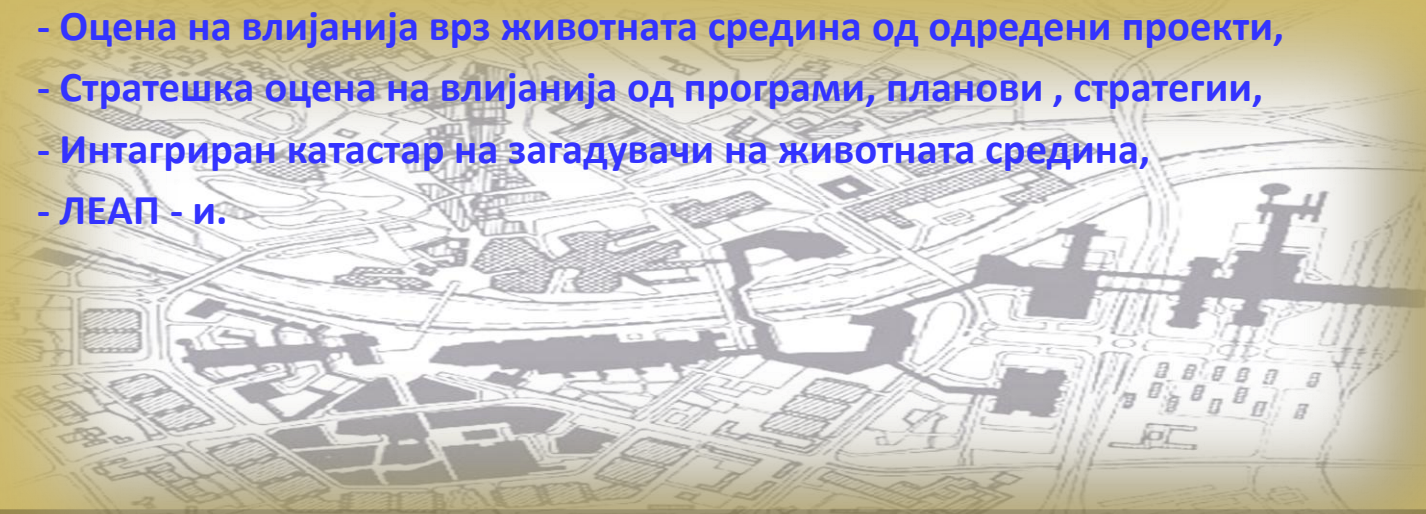 - Оцена на влијанија врз животната средина од одредени проекти,
- Стратешка оцена на влијанија од програми, планови , стратегии,
- Интагриран катастар на загадувачи на животната средина,
- ЛЕАП - и.